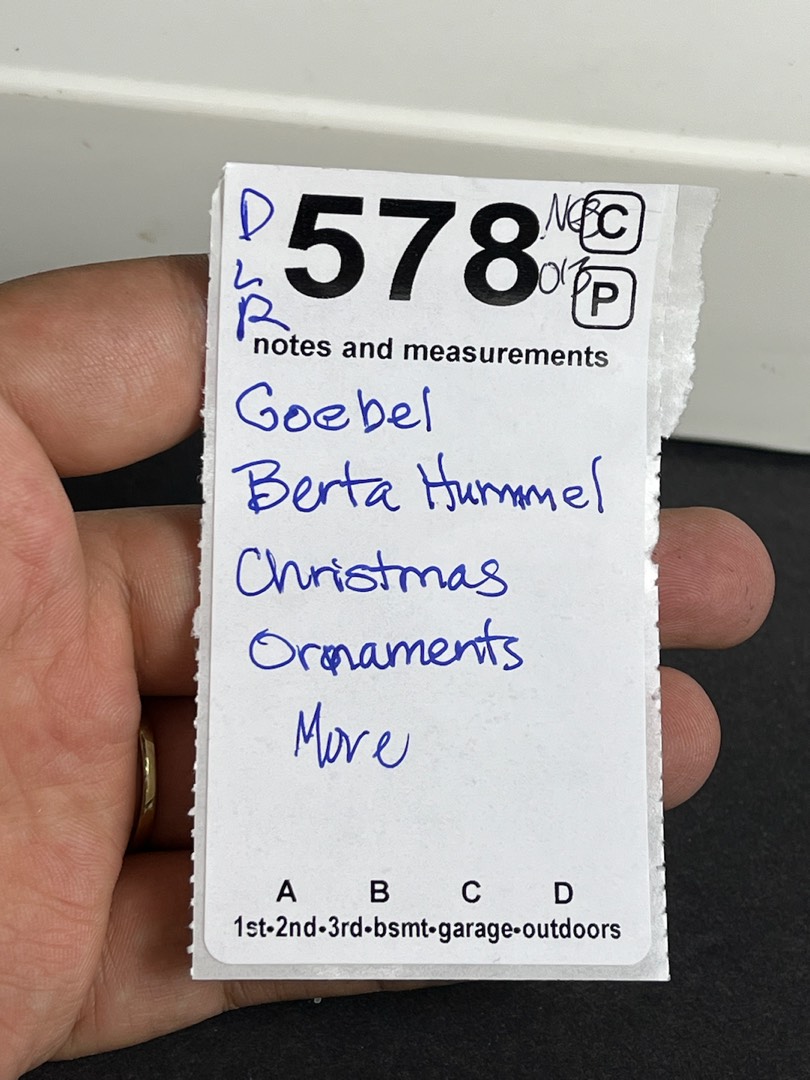 D 578 C
L P
R
notes and measurements
Goebel
Berta Hummel
Christmas
Ornaments
More
A B C D
1st•2nd•3rd•bsmt•garage•outdoors